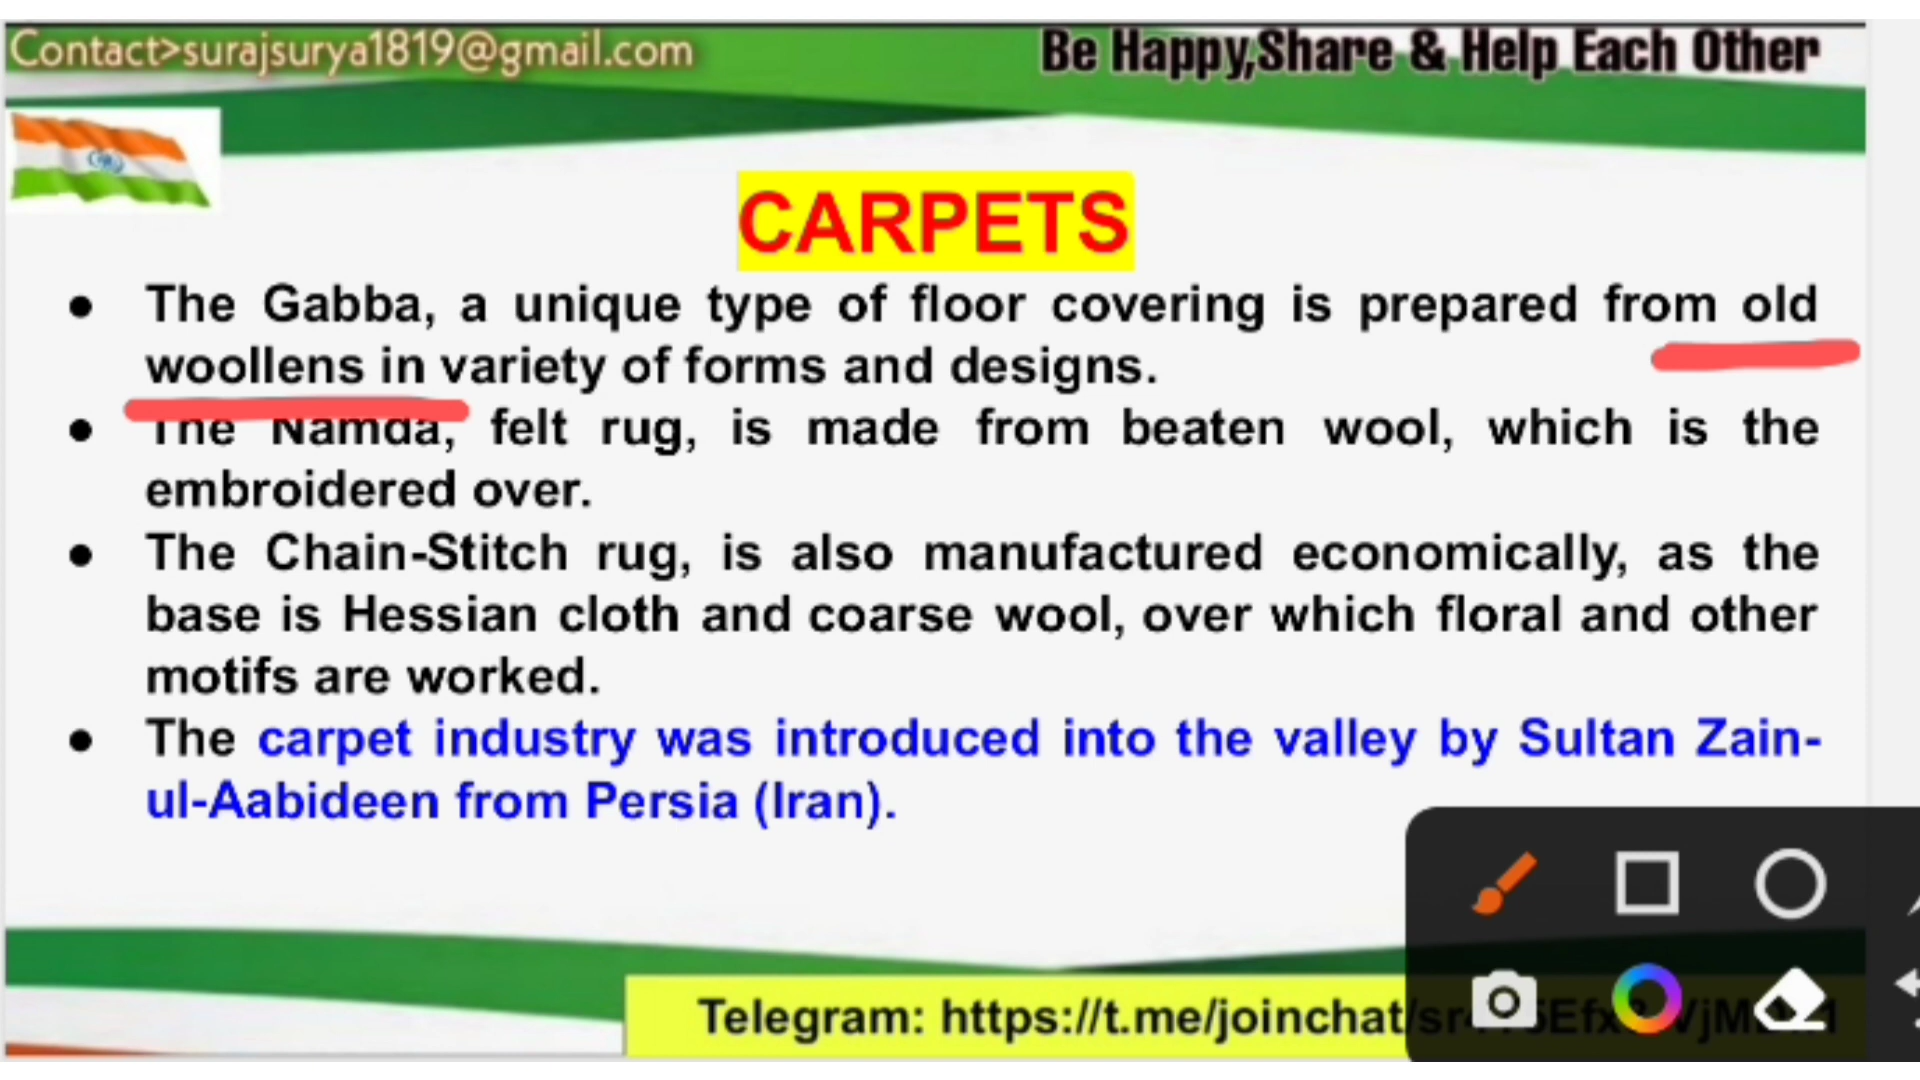 Contact>surajsurya1819@gmail.com
Be Happy,Share & Help Each Other
CARPETS
● The Gabba, a unique type of floor covering is prepared from old
woollens in variety of forms and designs.
● The Namda, felt rug, is made from beaten wool, which is the
embroidered over.
● The Chain-Stitch rug, is also manufactured economically, as the
base is Hessian cloth and coarse wool, over which floral and other
motifs are worked.
● The carpet industry was introduced into the valley by Sultan Zain-
ul-Aabideen from Persia (Iran).
Telegram: https://t.me/joinchat/